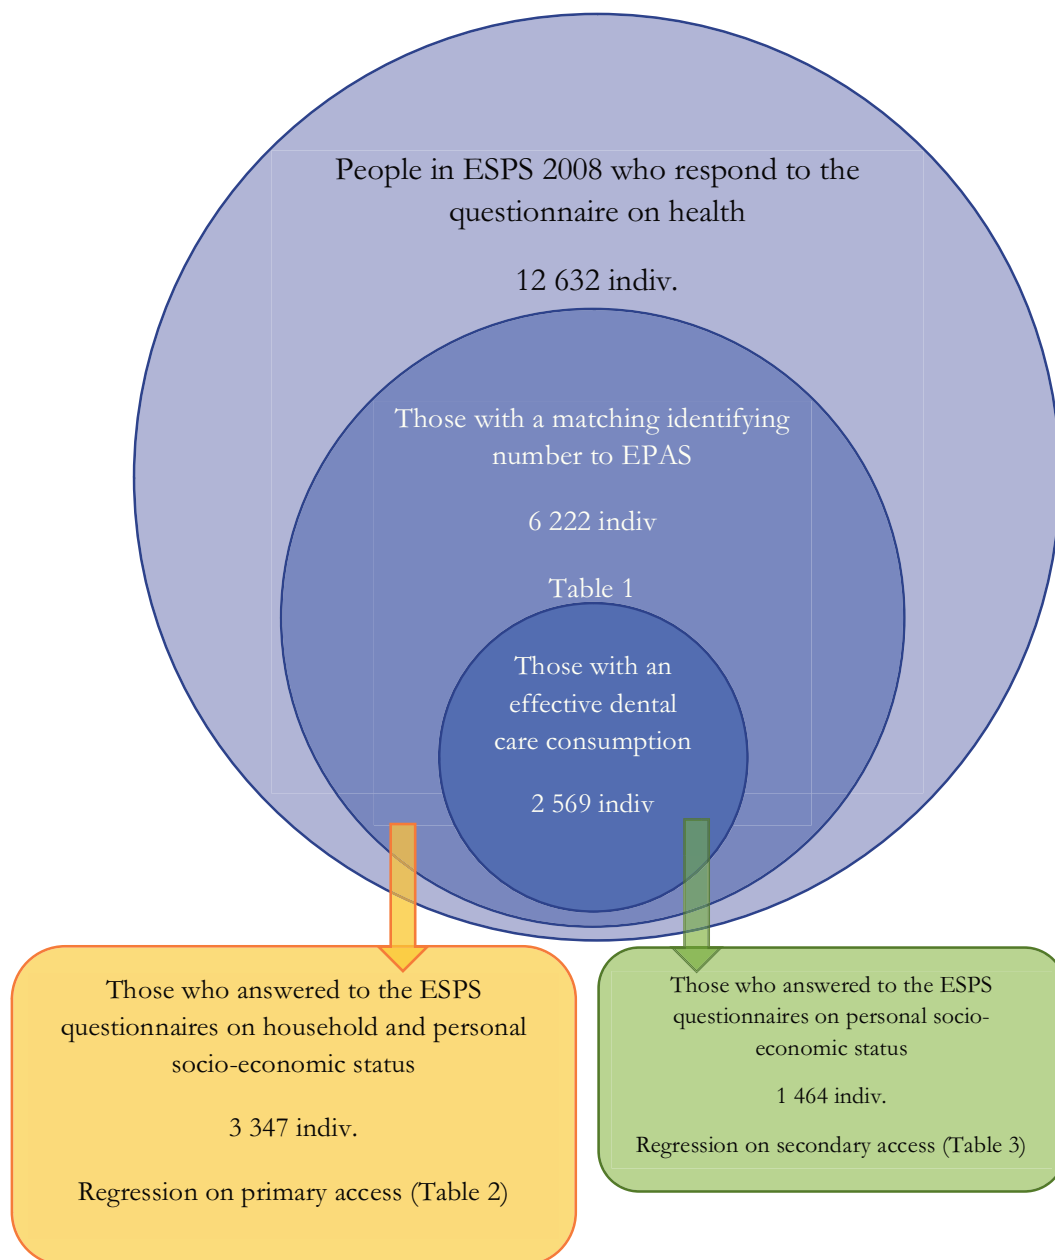 People in ESPS 2008 who respond to the
questionnaire on health
12 632 indiv.
Those with a matching identifying
number to EPAS
6 222 indiv
Table 1
Those with an
effective dental
care consumption
2 569 indiv
Those who answered to the ESPS
questionnaires on household and personal
socio-economic status
3 347 indiv.
Regression on primary access (Table 2)
Those who answered to the ESPS
questionnaires on personal socio-
economic status
1 464 indiv.
Regression on secondary access (Table 3)